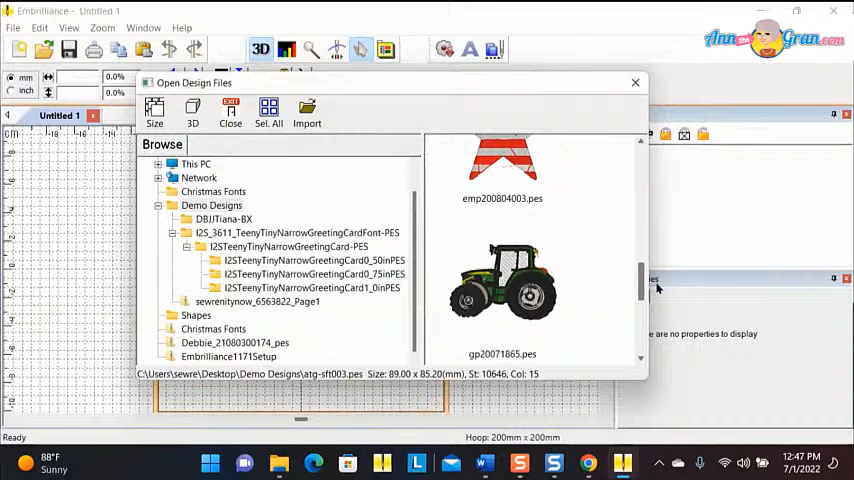 Embrilliance - Untitled 1
File Edit View Zoom Window Help
Ann the Gran.com
3D
mm 0.0%
inch 0.0%
Untitled 1
cm
Open Design Files
Size 3D EXIT Close Sel. All Import
Browse
This PC
Network
Christmas Fonts
Demo Designs
DBJJTiana-BX
I2S_3611_TeenyTinyNarrowGreetingCardFont-PES
I2STeenyTinyNarrowGreetingCard-PES
I2STeenyTinyNarrowGreetingCard0_50inPES
I2STeenyTinyNarrowGreetingCard0_75inPES
I2STeenyTinyNarrowGreetingCard1_0inPES
sewrenitynow_6563822_Page1
Shapes
Christmas Fonts
Debbie_21080300174_pes
Embrilliance1171Setup
emp200804003.pes
gp20071865.pes
C:\Users\sewre\Desktop\Demo Designs\atg-sft003.pes Size: 89.00 x 85.20(mm), St: 10646, Col: 15
ies
e are no properties to display
Ready
Hoop: 200mm x 200mm
88°F
Sunny
12:47 PM
7/1/2022